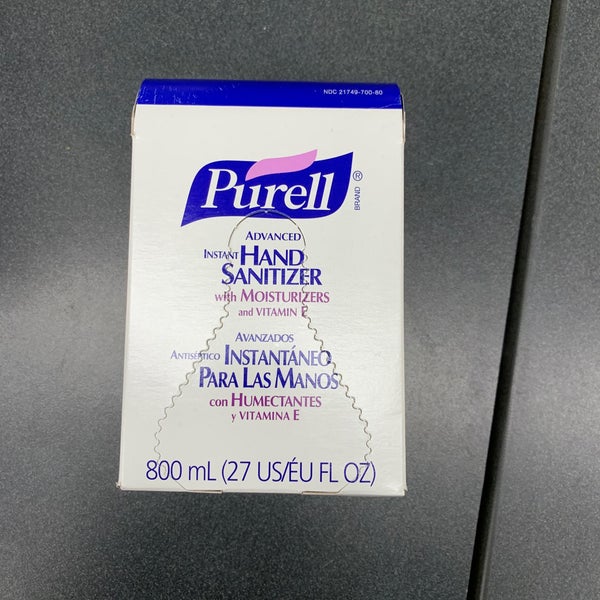 NDC 21749-700-80
Purell®
BRAND
ADVANCED
INSTANT HAND
SANITIZER
with MOISTURIZERS
and VITAMIN E
AVANZADOS
ANTISÉPTICO INSTANTÁNEO
PARA LAS MANOS
con HUMECTANTES
y VITAMINA E
800 mL (27 US/ÉU FL OZ)